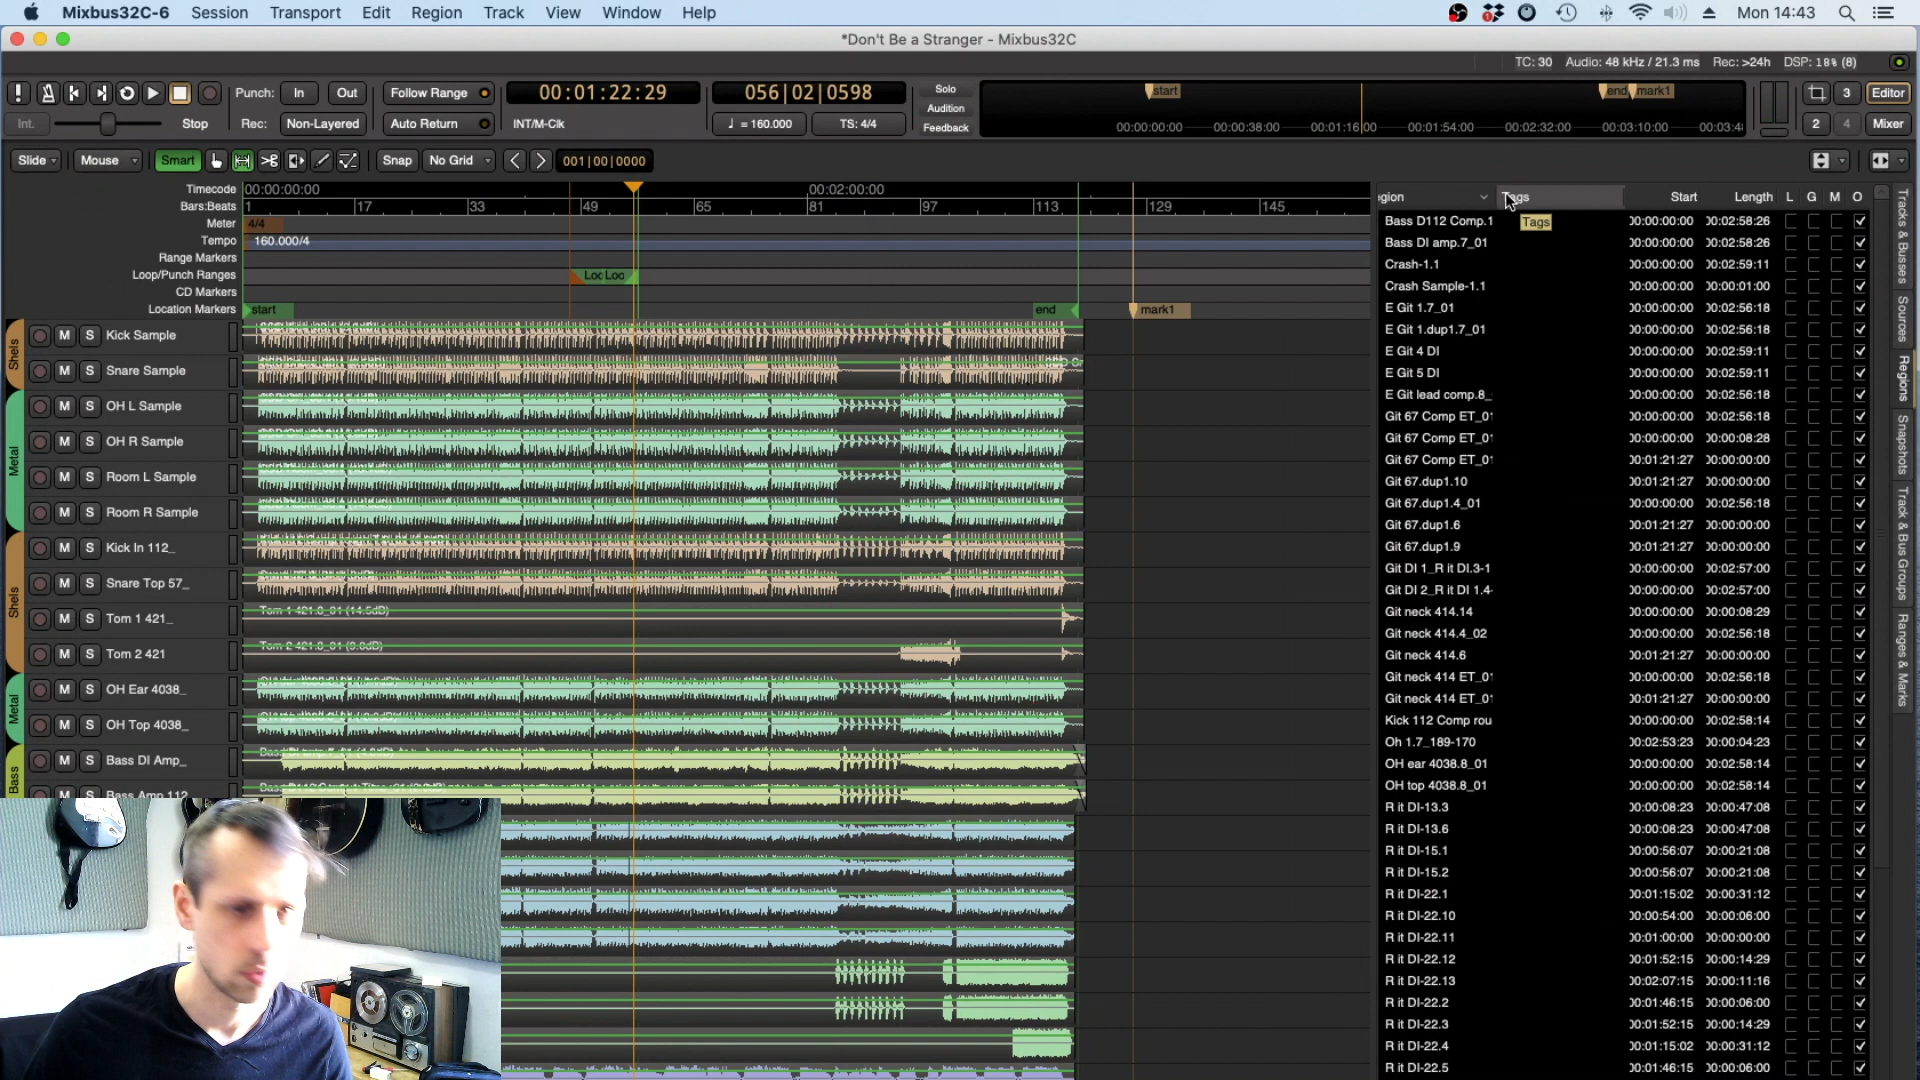 Mixbus32C-6 Session Transport Edit Region Track View Window Help Mon 14:43
*Don't Be a Stranger - Mixbus32C
TC: 30 Audio: 48 kHz / 21.3 ms Rec: >24h DSP: 18% (8)
Punch: In Out Follow Range 00:01:22:29 056|02|0598 Solo start end mark1 3 Editor
Audition
Int. Stop Rec: Non-Layered Auto Return INT/M-Clk ♩ = 160.000 TS: 4/4 Feedback 00:00:00:00 00:00:38:00 00:01:16:00 00:01:54:00 00:02:32:00 00:03:10:00 2 4 Mixer
Slide Mouse Smart Snap No Grid 001|00|0000
Timecode 00:00:00:00 00:02:00:00
Bars:Beats 1 17 33 49 65 81 97 113 129 145
Meter 4/4
Tempo 160.000/4
Range Markers
Loop/Punch Ranges Loc Loo
CD Markers
Location Markers start end mark1
Shels
M S Kick Sample
M S Snare Sample
Metal
M S OH L Sample
M S OH R Sample
M S Room L Sample
M S Room R Sample
Shels
M S Kick In 112_
M S Snare Top 57_
M S Tom 1 421_ Tom 1 421.8_01 (14.5dB)
M S Tom 2 421
Metal
M S OH Ear 4038_
M S OH Top 4038_
Bass
M S Bass DI Amp_
M S Bass Amp 112
egion Tags Start Length L G M O
Tags
Bass D112 Comp.1 00:00:00:00 00:02:58:26
Bass DI amp.7_01 00:00:00:00 00:02:58:26
Crash-1.1 00:00:00:00 00:02:59:11
Crash Sample-1.1 00:00:00:00 00:00:01:00
E Git 1.7_01 00:00:00:00 00:02:56:18
E Git 1.dup1.7_01 00:00:00:00 00:02:56:18
E Git 4 DI 00:00:00:00 00:02:59:11
E Git 5 DI 00:00:00:00 00:02:59:11
E Git lead comp.8_ 00:00:00:00 00:02:56:18
Git 67 Comp ET_01 00:00:00:00 00:02:56:18
Git 67 Comp ET_01 00:00:00:00 00:00:08:28
Git 67 Comp ET_01 00:01:21:27 00:00:00:00
Git 67.dup1.10 00:01:21:27 00:00:00:00
Git 67.dup1.4_01 00:00:00:00 00:02:56:18
Git 67.dup1.6 00:01:21:27 00:00:00:00
Git 67.dup1.9 00:01:21:27 00:00:00:00
Git DI 1_R it DI.3-1 00:00:00:00 00:02:57:00
Git DI 2_R it DI 1.4- 00:00:00:00 00:02:57:00
Git neck 414.14 00:00:00:00 00:00:08:29
Git neck 414.4_02 00:00:00:00 00:02:56:18
Git neck 414.6 00:01:21:27 00:00:00:00
Git neck 414 ET_01 00:00:00:00 00:02:56:18
Git neck 414 ET_01 00:01:21:27 00:00:00:00
Kick 112 Comp rou 00:00:00:00 00:02:58:14
Oh 1.7_189-170 00:02:53:23 00:00:04:23
OH ear 4038.8_01 00:00:00:00 00:02:58:14
OH top 4038.8_01 00:00:00:00 00:02:58:14
R it DI-13.3 00:00:08:23 00:00:47:08
R it DI-13.6 00:00:08:23 00:00:47:08
R it DI-15.1 00:00:56:07 00:00:21:08
R it DI-15.2 00:00:56:07 00:00:21:08
R it DI-22.1 00:01:15:02 00:00:31:12
R it DI-22.10 00:00:54:00 00:00:06:00
R it DI-22.11 00:01:00:00 00:00:00:00
R it DI-22.12 00:01:52:15 00:00:14:29
R it DI-22.13 00:02:07:15 00:00:11:16
R it DI-22.2 00:01:46:15 00:00:06:00
R it DI-22.3 00:01:52:15 00:00:14:29
R it DI-22.4 00:01:15:02 00:00:31:12
R it DI-22.5 00:01:46:15 00:00:06:00
Tracks & Busses
Sources
Regions
Snapshots
Track & Bus Groups
Ranges & Marks